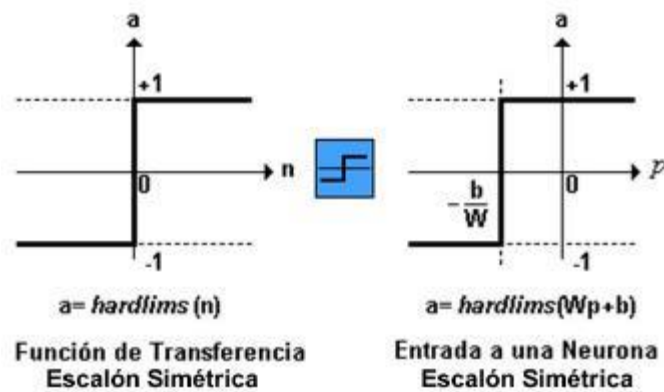 a
+1
0
n
-1
a= hardlims (n)
Función de Transferencia
Escalón Simétrica
a
+1
0
p
- b/W
-1
a= hardlims(Wp+b)
Entrada a una Neurona
Escalón Simétrica